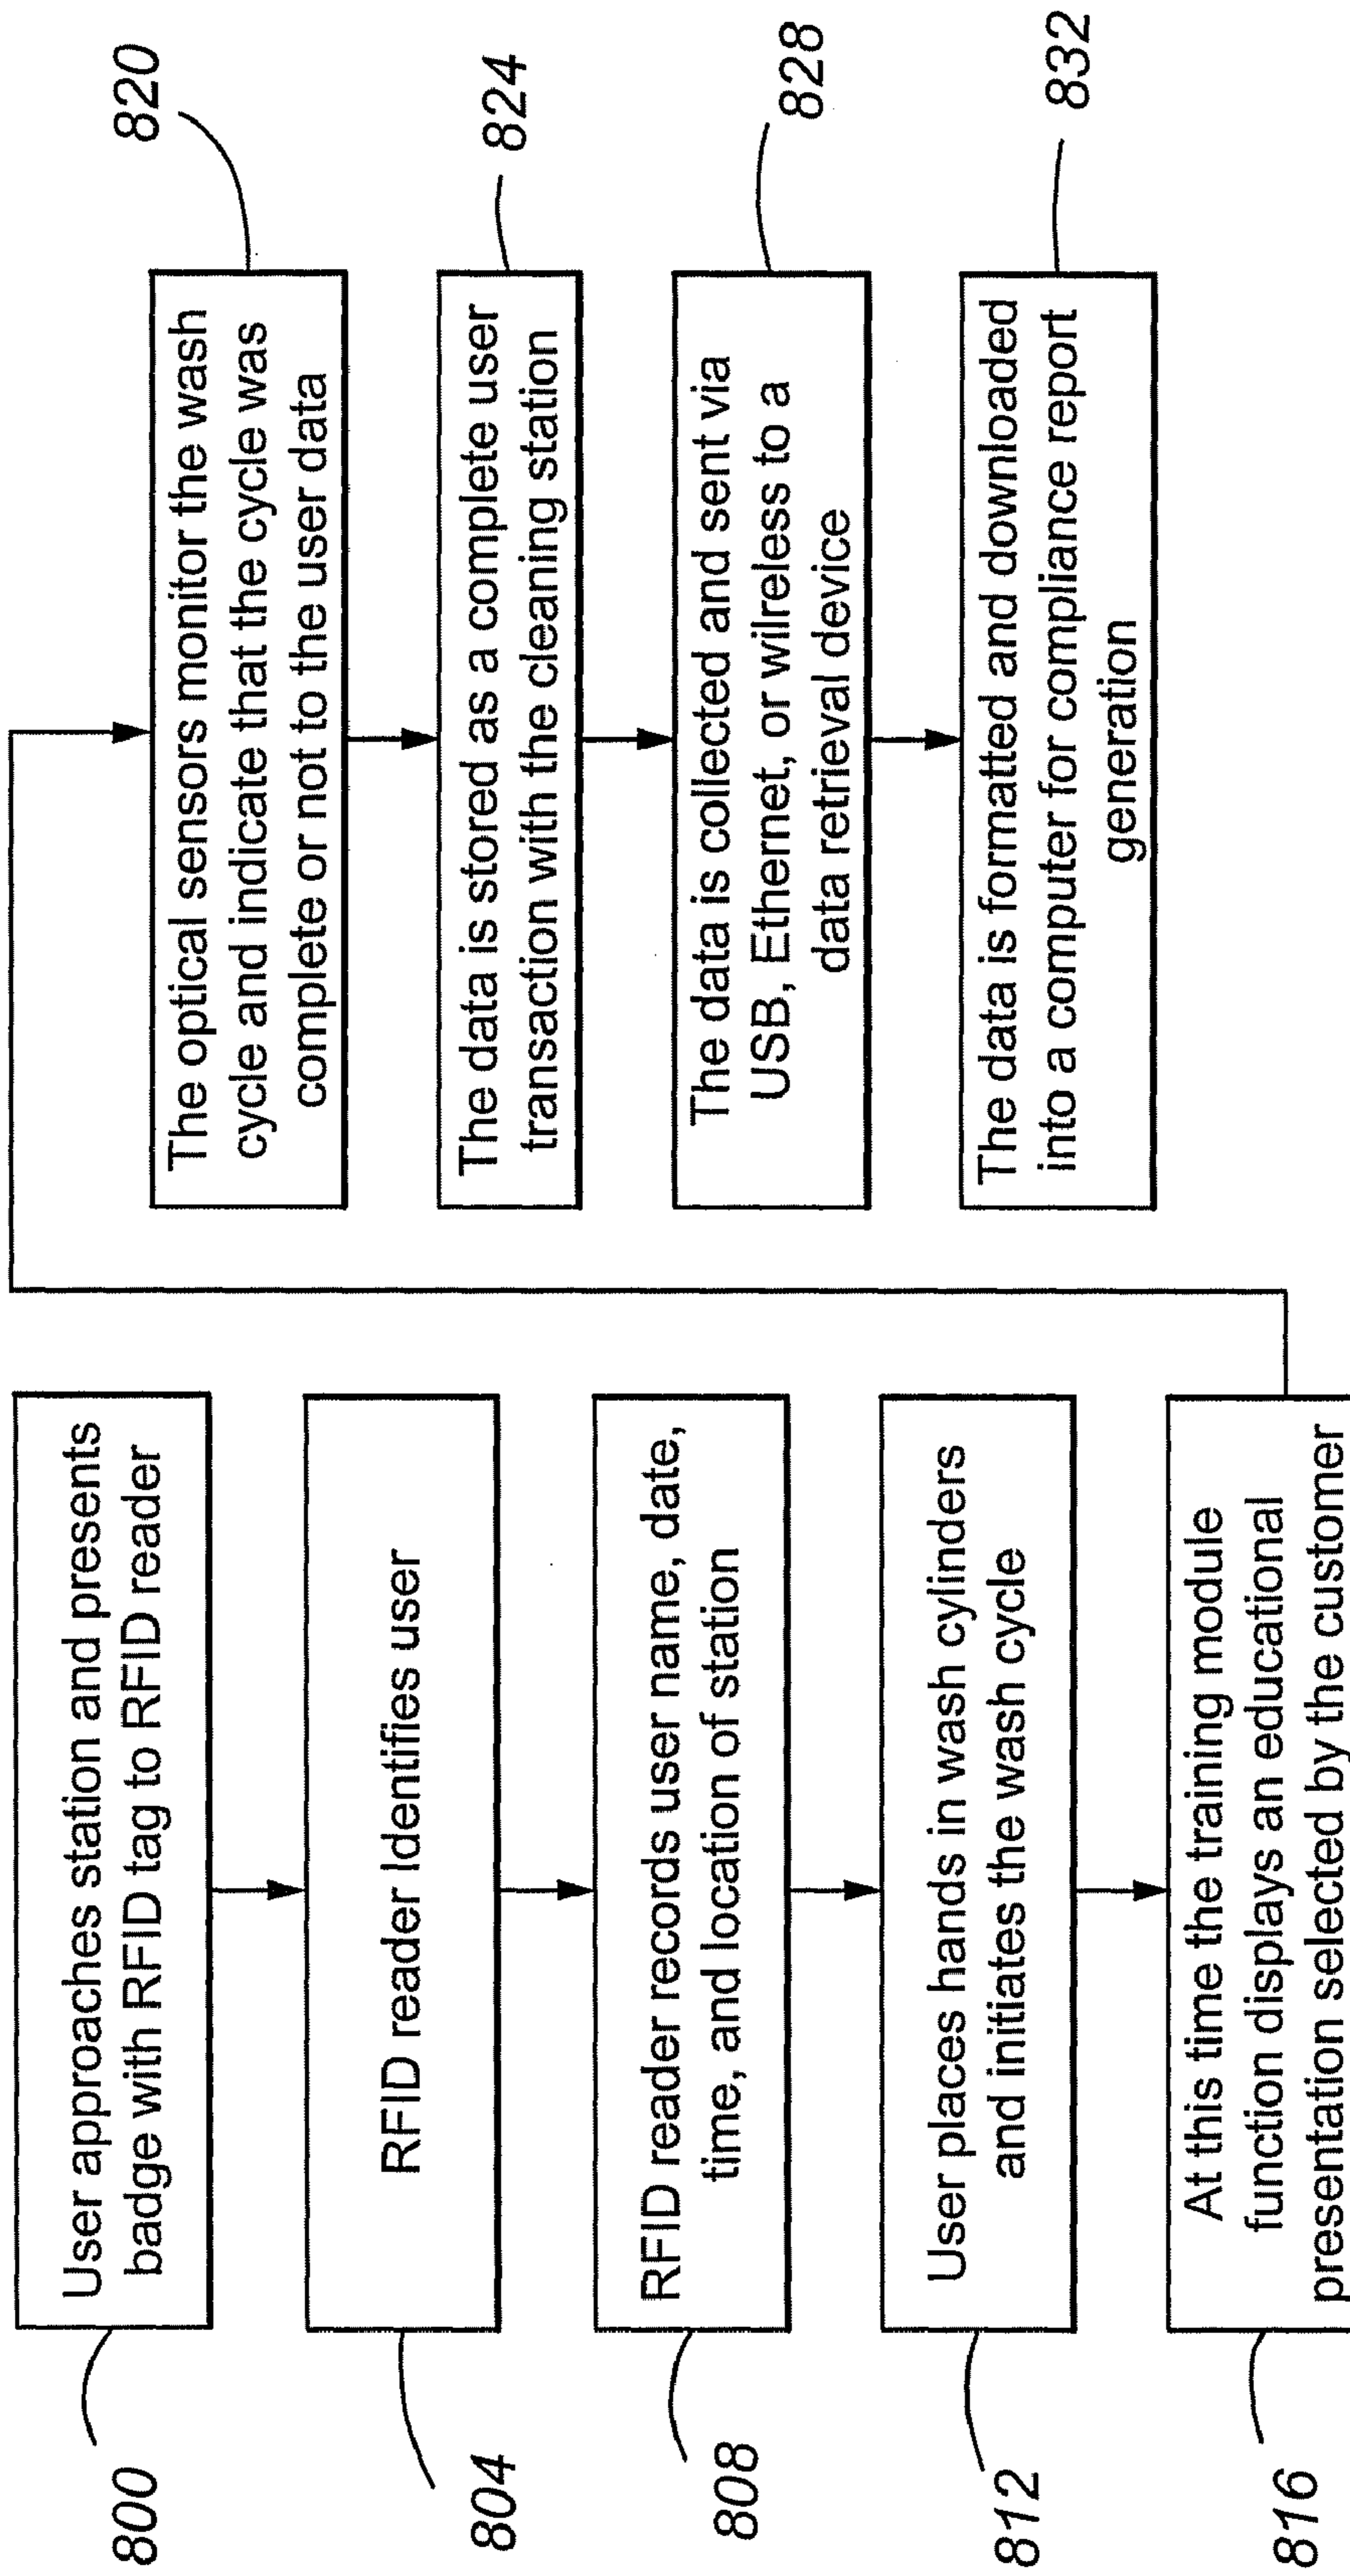 800
User approaches station and presents
badge with RFID tag to RFID reader
804
RFID reader Identifies user
808
RFID reader records user name, date,
time, and location of station
812
User places hands in wash cylinders
and initiates the wash cycle
816
At this time the training module
function displays an educational
presentation selected by the customer
820
The optical sensors monitor the wash
cycle and indicate that the cycle was
complete or not to the user data
824
The data is stored as a complete user
transaction with the cleaning station
828
The data is collected and sent via
USB, Ethernet, or wilreless to a
data retrieval device
832
The data is formatted and downloaded
into a computer for compliance report
generation